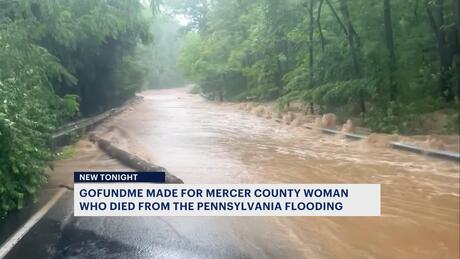 NEW TONIGHT
GOFUNDME MADE FOR MERCER COUNTY WOMAN
WHO DIED FROM THE PENNSYLVANIA FLOODING